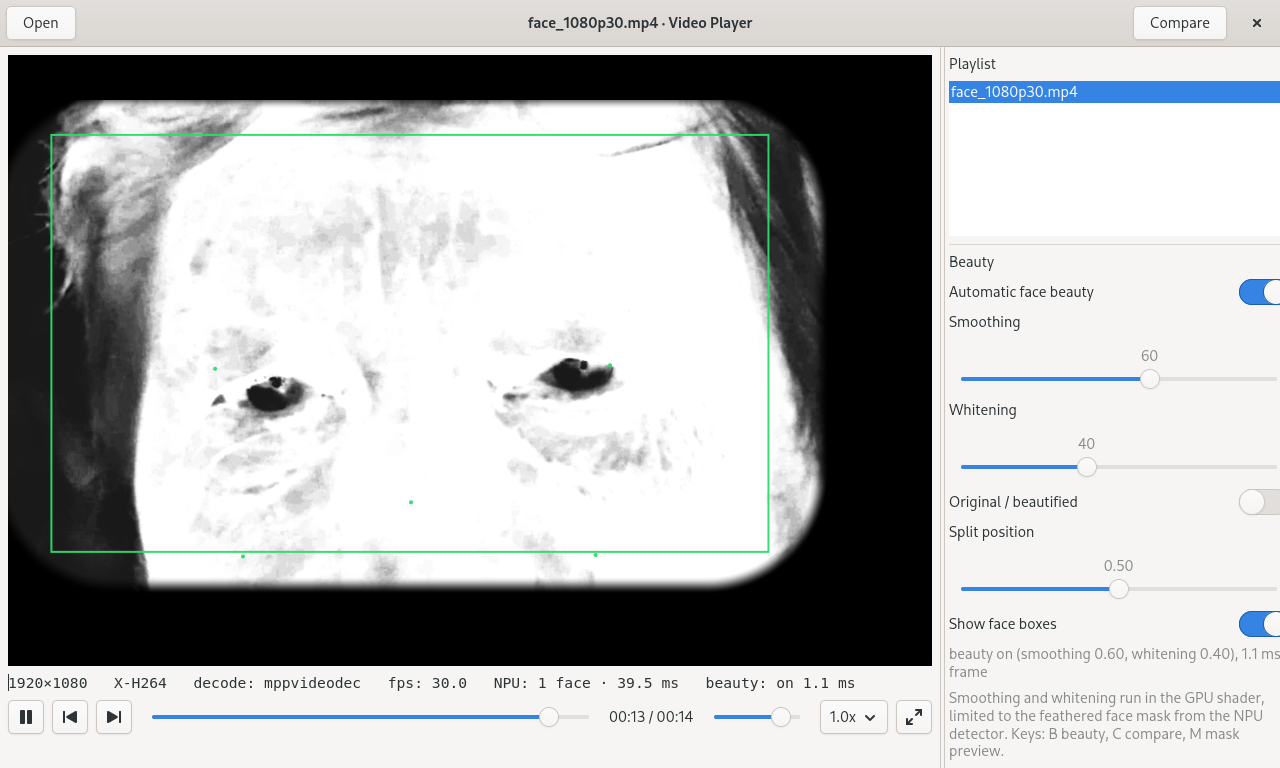 Open
face_1080p30.mp4 · Video Player
Compare
Playlist
face_1080p30.mp4
Beauty
Automatic face beauty
Smoothing
60
Whitening
40
Original / beautified
Split position
0.50
Show face boxes
beauty on (smoothing 0.60, whitening 0.40), 1.1 ms
frame
Smoothing and whitening run in the GPU shader,
limited to the feathered face mask from the NPU
detector. Keys: B beauty, C compare, M mask
preview.
1920×1080 X-H264 decode: mppvideodec fps: 30.0 NPU: 1 face · 39.5 ms beauty: on 1.1 ms
00:13 / 00:14
1.0x